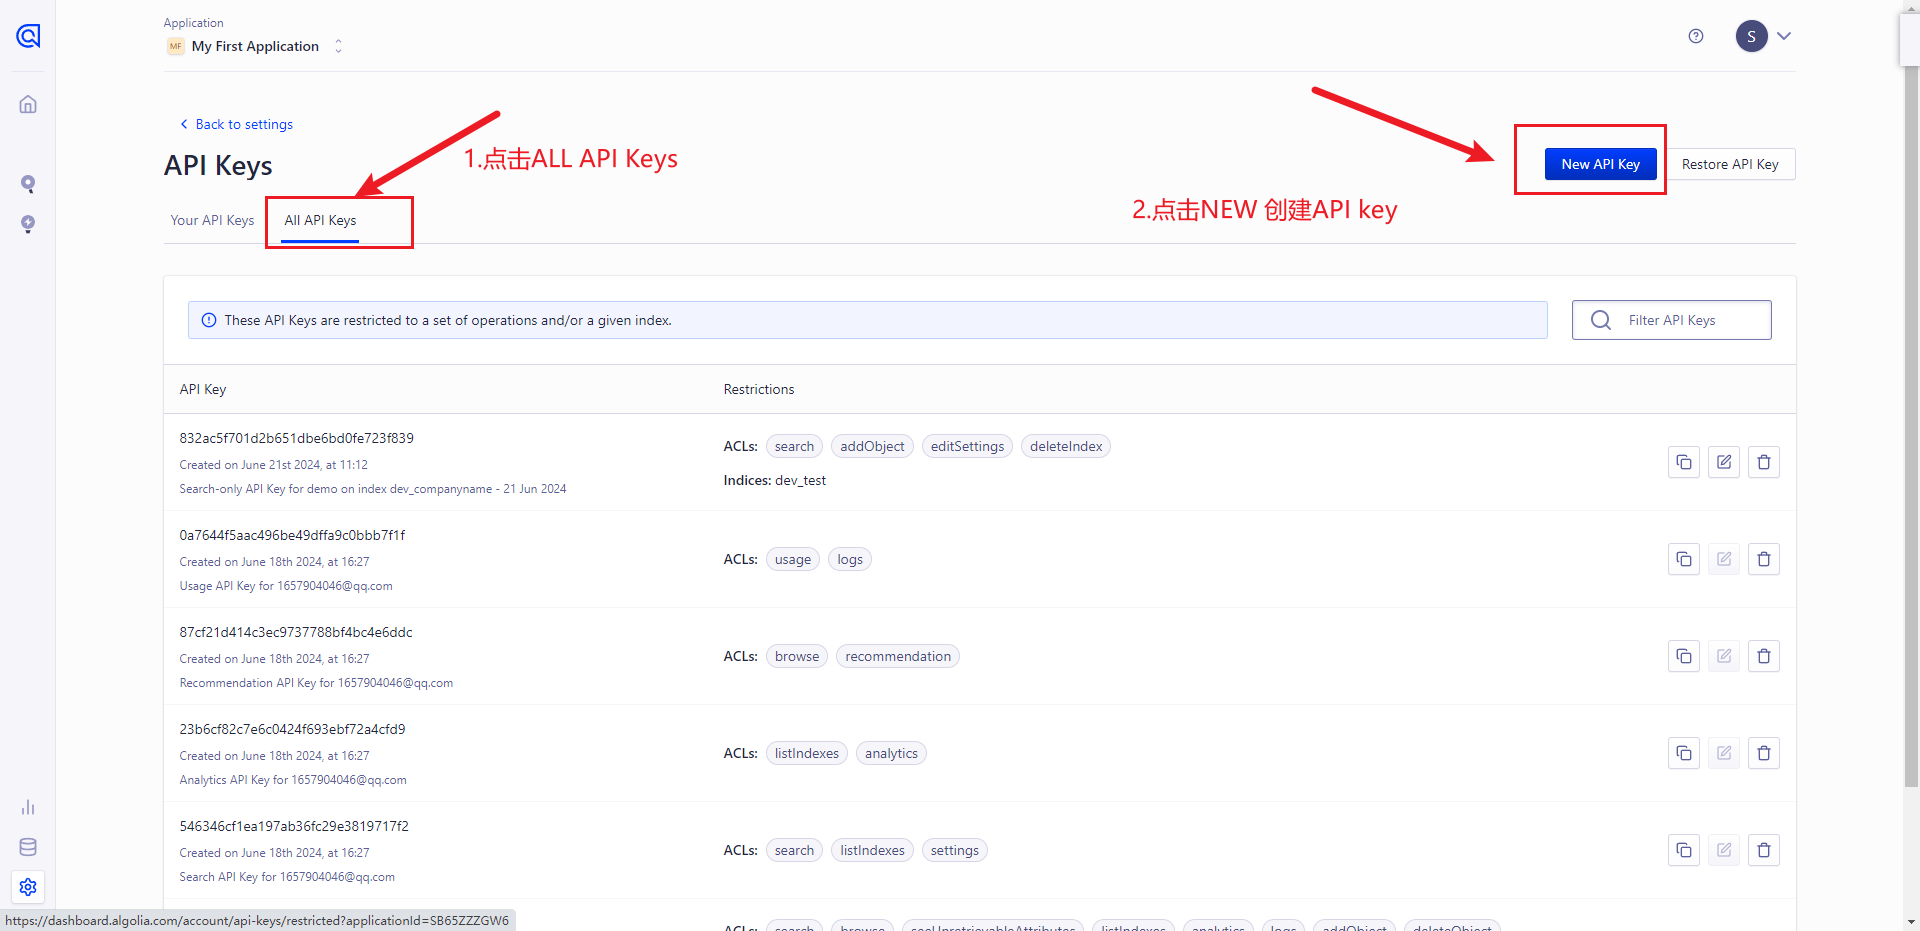 Application
MF My First Application
S
Back to settings
API Keys
1.点击ALL API Keys
New API Key
Restore API Key
2.点击NEW 创建API key
Your API Keys
All API Keys
These API Keys are restricted to a set of operations and/or a given index.
Filter API Keys
API Key
Restrictions
832ac5f701d2b651dbe6bd0fe723f839
Created on June 21st 2024, at 11:12
Search-only API Key for demo on index dev_companyname - 21 Jun 2024
ACLs: search addObject editSettings deleteIndex
Indices: dev_test
0a7644f5aac496be49dffa9c0bbb7f1f
Created on June 18th 2024, at 16:27
Usage API Key for 1657904046@qq.com
ACLs: usage logs
87cf21d414c3ec9737788bf4bc4e6ddc
Created on June 18th 2024, at 16:27
Recommendation API Key for 1657904046@qq.com
ACLs: browse recommendation
23b6cf82c7e6c0424f693ebf72a4cfd9
Created on June 18th 2024, at 16:27
Analytics API Key for 1657904046@qq.com
ACLs: listIndexes analytics
546346cf1ea197ab36fc29e3819717f2
Created on June 18th 2024, at 16:27
Search API Key for 1657904046@qq.com
ACLs: search listIndexes settings
ACLs: search browse seeUnretrievableAttributes listIndexes analytics logs addObject deleteObject
https://dashboard.algolia.com/account/api-keys/restricted?applicationId=SB65ZZZGW6